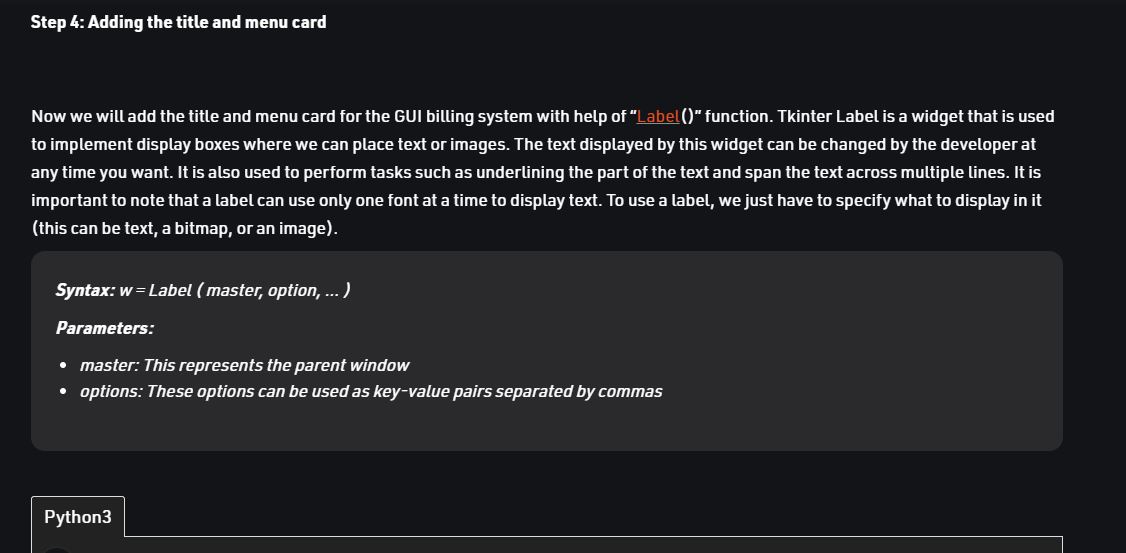 Step 4: Adding the title and menu card
Now we will add the title and menu card for the GUI billing system with help of “Label()” function. Tkinter Label is a widget that is used
to implement display boxes where we can place text or images. The text displayed by this widget can be changed by the developer at
any time you want. It is also used to perform tasks such as underlining the part of the text and span the text across multiple lines. It is
important to note that a label can use only one font at a time to display text. To use a label, we just have to specify what to display in it
(this can be text, a bitmap, or an image).
Syntax: w = Label ( master, option, … )
Parameters:
• master: This represents the parent window
• options: These options can be used as key-value pairs separated by commas
Python3